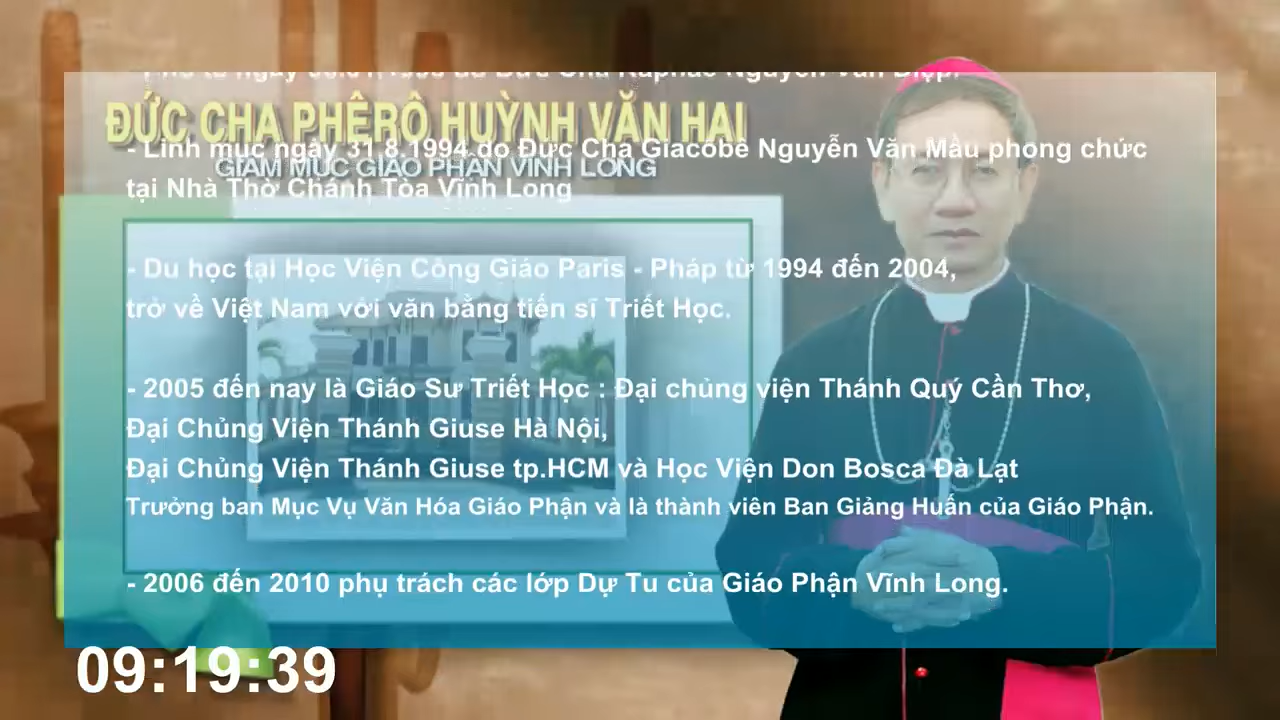 ĐỨC CHA PHÊRÔ HUỲNH VĂN HAI
- Linh mục ngày 31.8.1994 do Đức Cha Giacôbê Nguyễn Văn Mầu phong chức
GIÁM MỤC GIÁO PHẬN VĨNH LONG
tại Nhà Thờ Chánh Tòa Vĩnh Long
- Du học tại Học Viện Công Giáo Paris - Pháp từ 1994 đến 2004,
trở về Việt Nam với văn bằng tiến sĩ Triết Học.
- 2005 đến nay là Giáo Sư Triết Học : Đại chủng viện Thánh Quý Cần Thơ,
Đại Chủng Viện Thánh Giuse Hà Nội,
Đại Chủng Viện Thánh Giuse tp.HCM và Học Viện Don Bosca Đà Lạt
Trưởng ban Mục Vụ Văn Hóa Giáo Phận và là thành viên Ban Giảng Huấn của Giáo Phận.
- 2006 đến 2010 phụ trách các lớp Dự Tu của Giáo Phận Vĩnh Long.
09:19:39